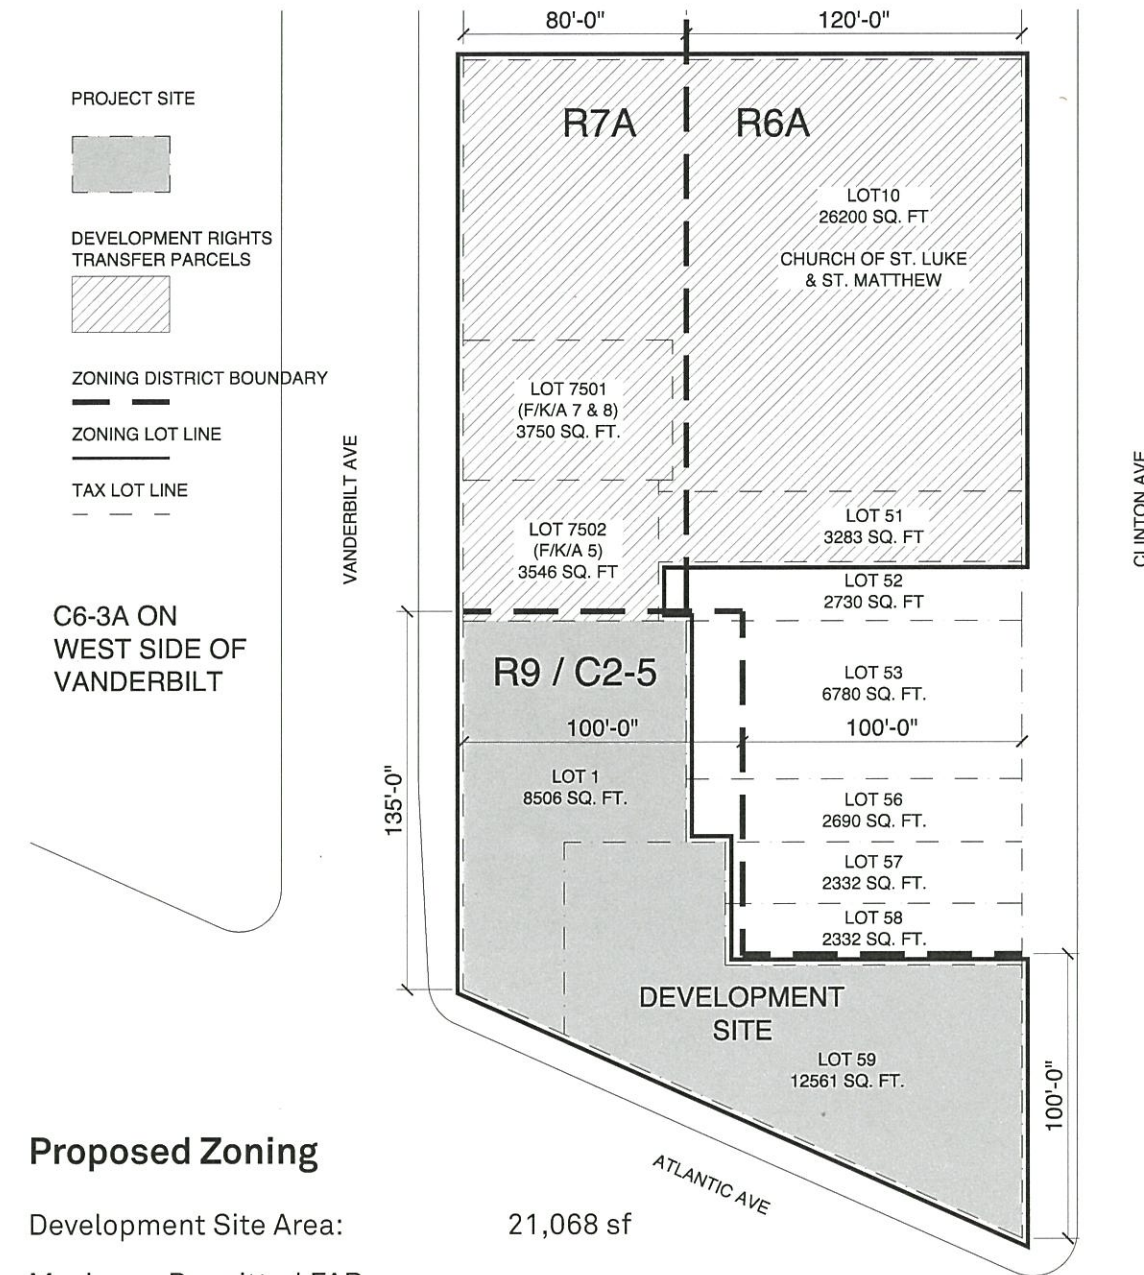 80'-0"
120'-0"
PROJECT SITE
R7A
R6A
LOT10
26200 SQ. FT
CHURCH OF ST. LUKE
& ST. MATTHEW
DEVELOPMENT RIGHTS
TRANSFER PARCELS
ZONING DISTRICT BOUNDARY
ZONING LOT LINE
TAX LOT LINE
LOT 7501
(F/K/A 7 & 8)
3750 SQ. FT.
VANDERBILT AVE
CLINTON AVE
LOT 7502
(F/K/A 5)
3546 SQ. FT
LOT 51
3283 SQ. FT
LOT 52
2730 SQ. FT
C6-3A ON
WEST SIDE OF
VANDERBILT
R9 / C2-5
LOT 53
6780 SQ. FT.
100'-0"
100'-0"
135'-0"
LOT 1
8506 SQ. FT.
LOT 56
2690 SQ. FT.
LOT 57
2332 SQ. FT.
LOT 58
2332 SQ. FT.
DEVELOPMENT
SITE
LOT 59
12561 SQ. FT.
100'-0"
ATLANTIC AVE
Proposed Zoning
Development Site Area: 21,068 sf